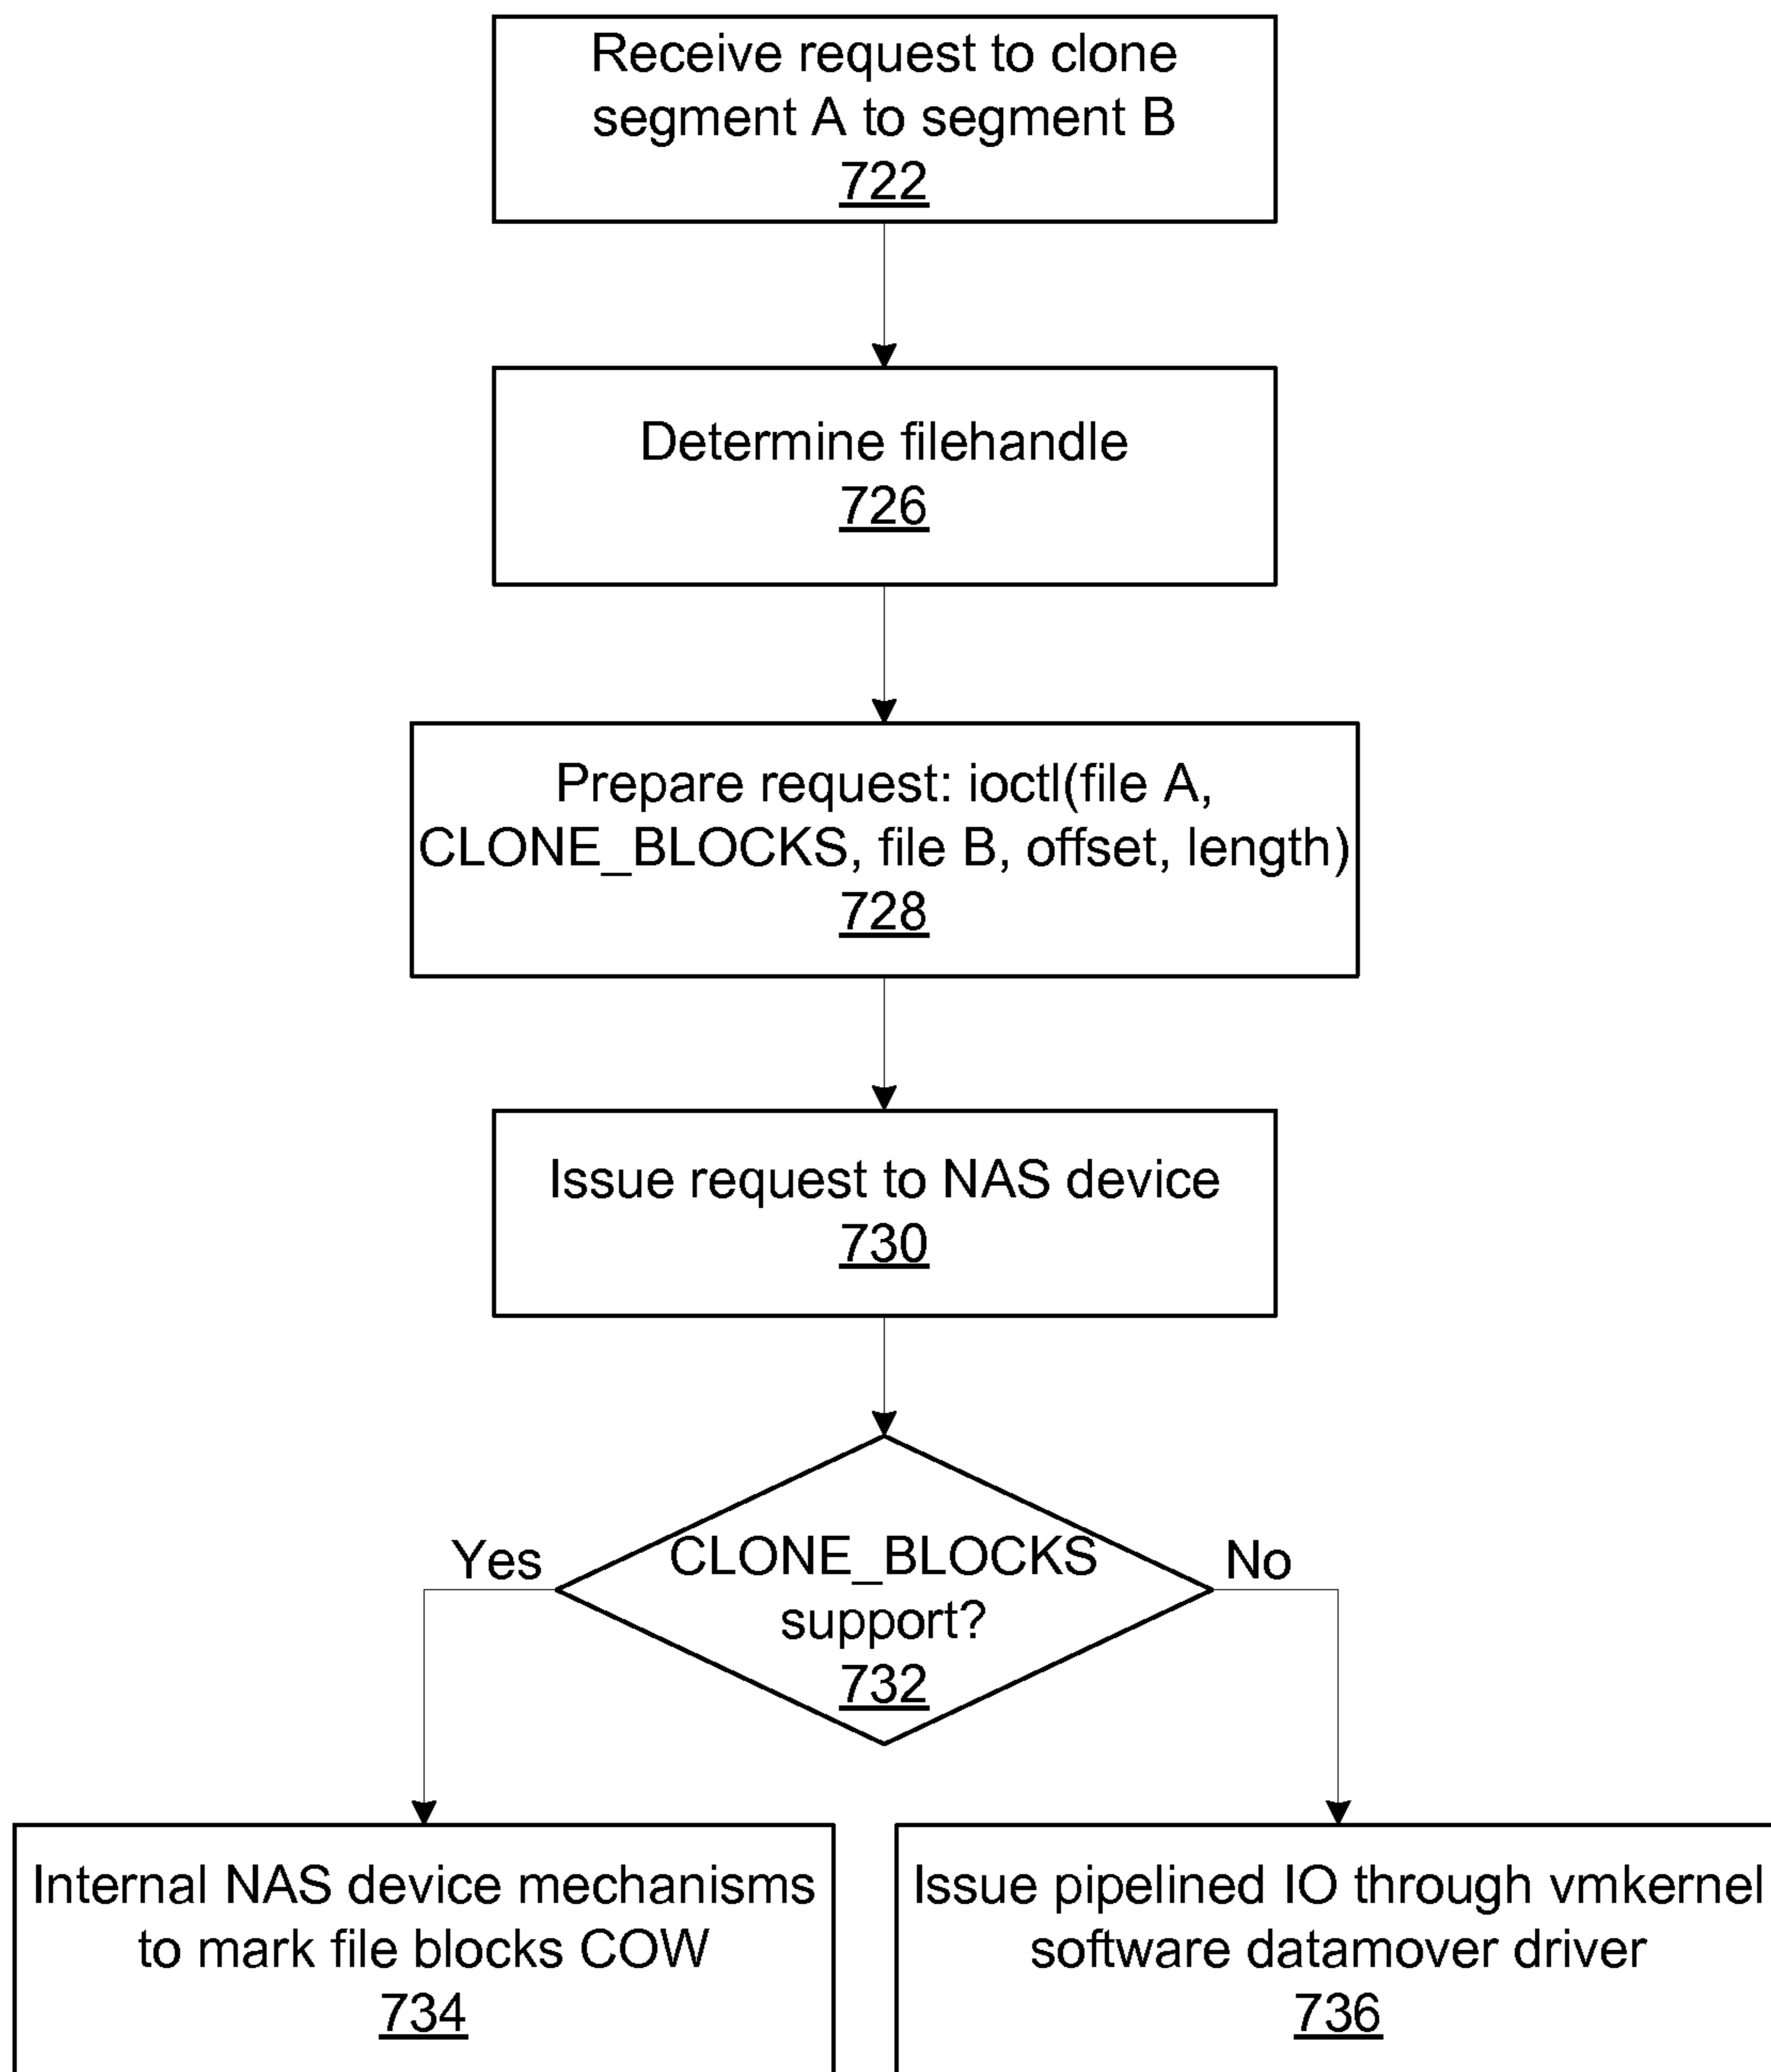 Receive request to clone
segment A to segment B
722
Determine filehandle
726
Prepare request: ioctl(file A,
CLONE_BLOCKS, file B, offset, length)
728
Issue request to NAS device
730
Yes
CLONE_BLOCKS
support?
732
No
Internal NAS device mechanisms
to mark file blocks COW
734
Issue pipelined IO through vmkernel
software datamover driver
736